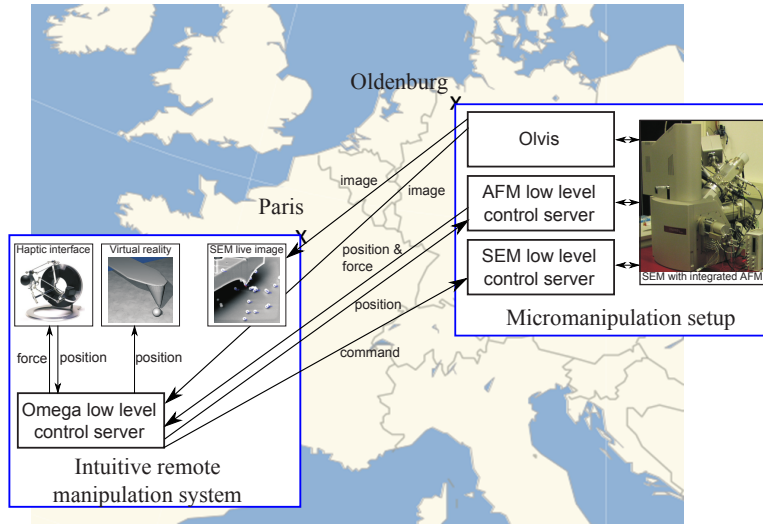 Oldenburg
X
Olvis
image
image
AFM low level
control server
Paris
X
Haptic interface
Virtual reality
SEM live image
position &
force
SEM low level
control server
SEM with integrated AFM
position
Micromanipulation setup
force
position
position
command
Omega low level
control server
Intuitive remote
manipulation system